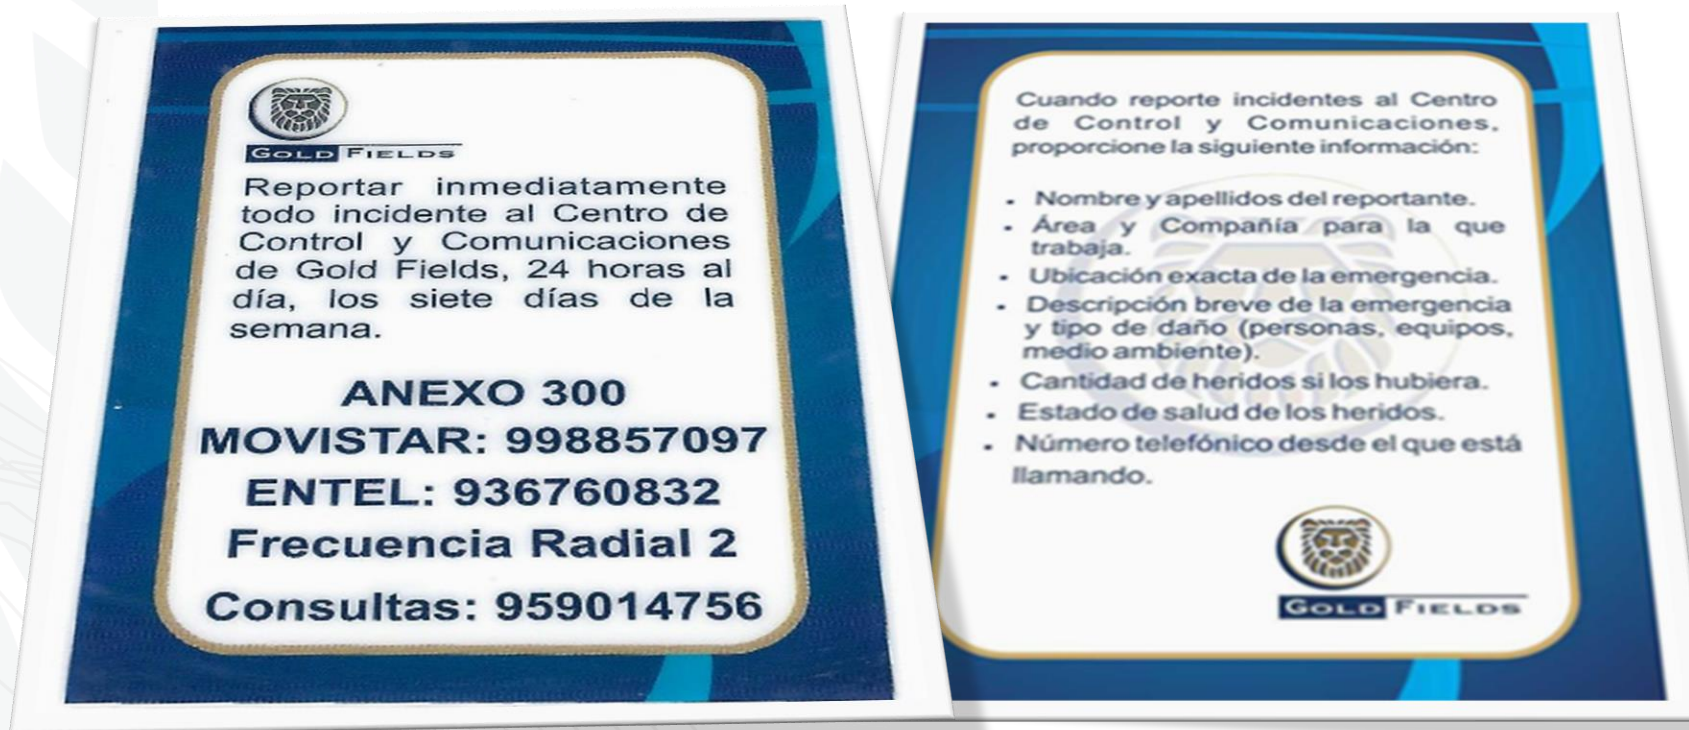 GOLD FIELDS
Reportar inmediatamente
todo incidente al Centro de
Control y Comunicaciones
de Gold Fields, 24 horas al
día, los siete días de la
semana.
ANEXO 300
MOVISTAR: 998857097
ENTEL: 936760832
Frecuencia Radial 2
Consultas: 959014756
Cuando reporte incidentes al Centro
de Control y Comunicaciones,
proporcione la siguiente información:
• Nombre y apellidos del reportante.
• Área y Compañía para la que
trabaja.
• Ubicación exacta de la emergencia.
• Descripción breve de la emergencia
y tipo de daño (personas, equipos,
medio ambiente).
• Cantidad de heridos si los hubiera.
• Estado de salud de los heridos.
• Número telefónico desde el que está
llamando.
GOLD FIELDS